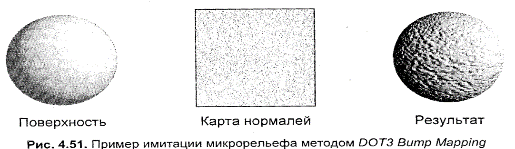 Поверхность Карта нормалей Результат
Рис. 4.51. Пример имитации микрорельефа методом DOT3 Bump Mapping